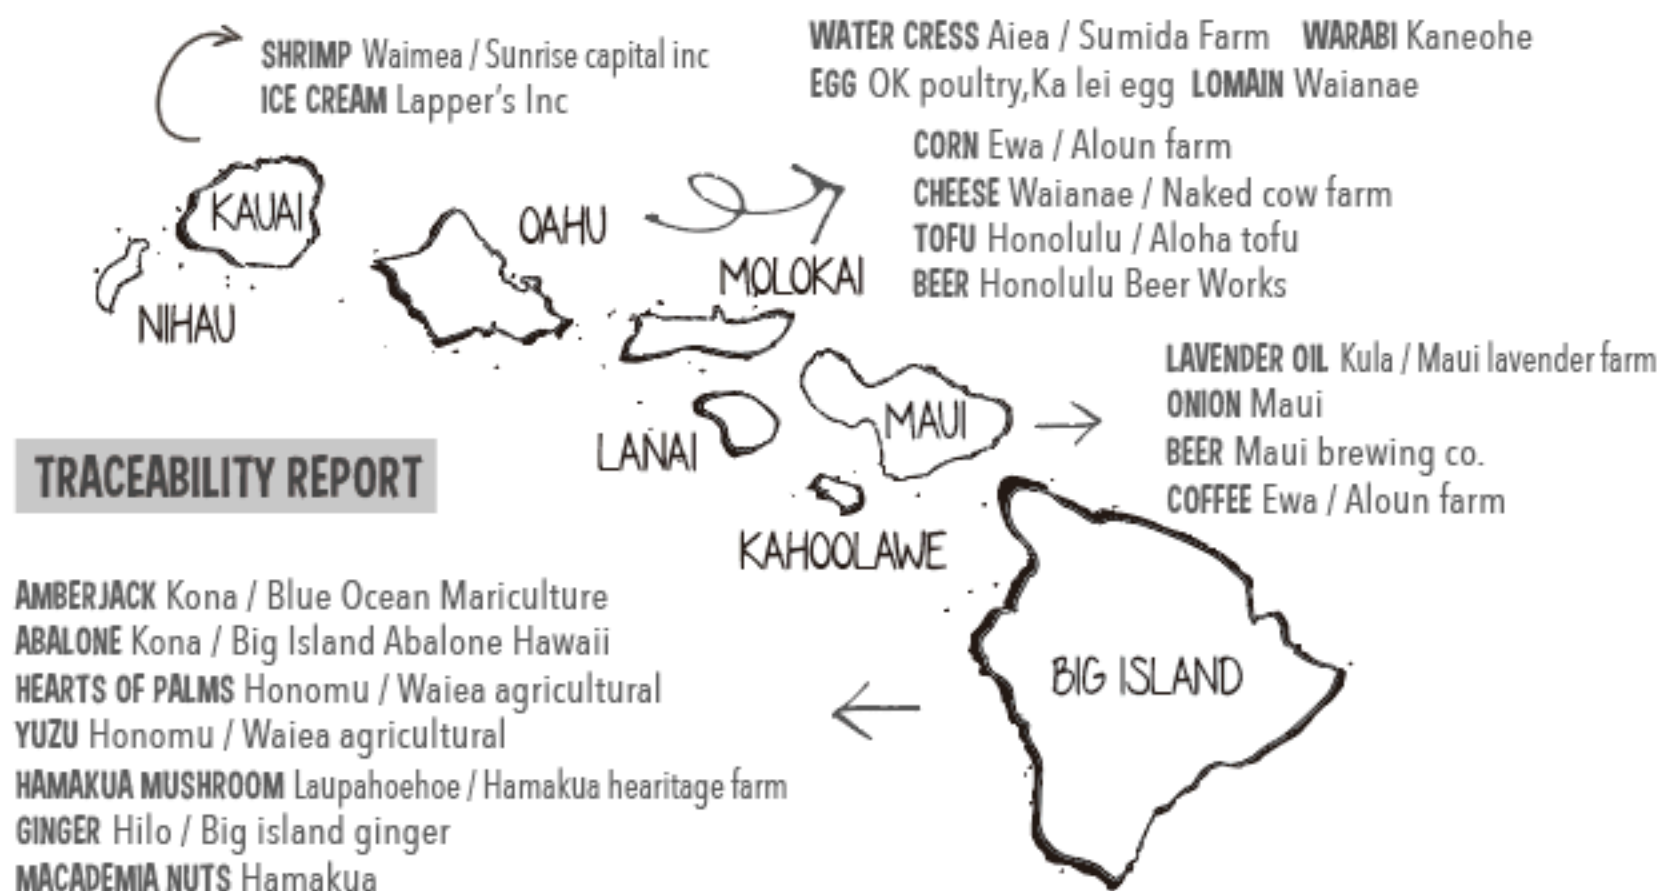 SHRIMP Waimea / Sunrise capital inc
ICE CREAM Lapper's Inc
WATER CRESS Aiea / Sumida Farm WARABI Kaneohe
EGG OK poultry,Ka lei egg LOMAIN Waianae
CORN Ewa / Aloun farm
CHEESE Waianae / Naked cow farm
TOFU Honolulu / Aloha tofu
BEER Honolulu Beer Works
KAUAI
OAHU
NIHAU
MOLOKAI
LAVENDER OIL Kula / Maui lavender farm
ONION Maui
BEER Maui brewing co.
COFFEE Ewa / Aloun farm
MAUI
LANAI
KAHOOLAWE
BIG ISLAND
TRACEABILITY REPORT
AMBERJACK Kona / Blue Ocean Mariculture
ABALONE Kona / Big Island Abalone Hawaii
HEARTS OF PALMS Honomu / Waiea agricultural
YUZU Honomu / Waiea agricultural
HAMAKUA MUSHROOM Laupahoehoe / Hamakua hearitage farm
GINGER Hilo / Big island ginger
MACADEMIA NUTS Hamakua